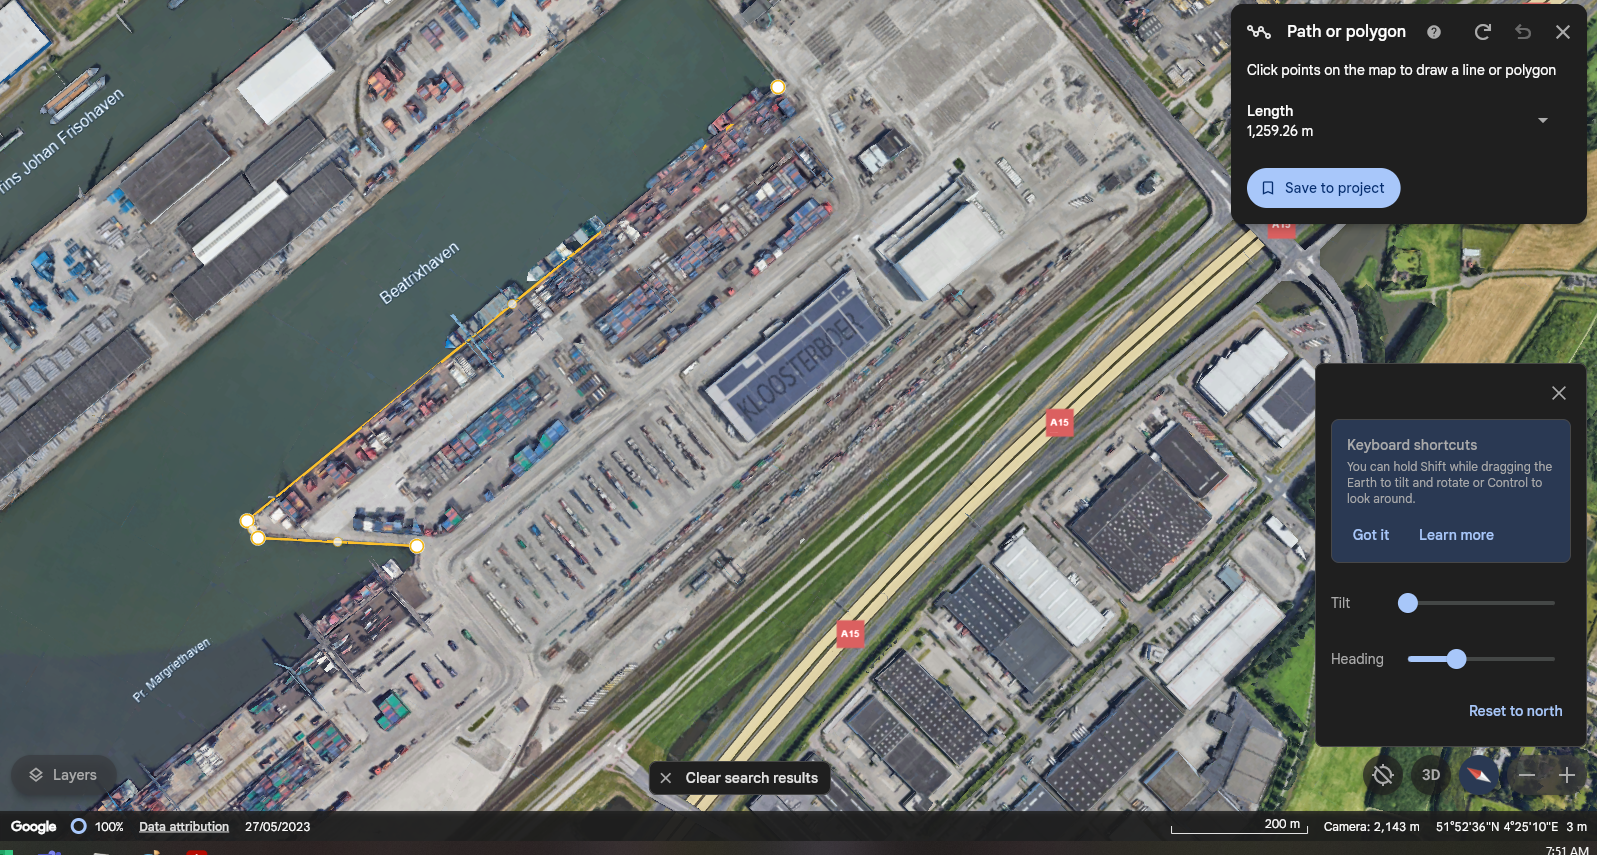 Path or polygon
Click points on the map to draw a line or polygon
Length
1,259.26 m
Save to project
A15
Prins Johan Frisohaven
Beatrixhaven
KLOOSTERBOER
A15
Keyboard shortcuts
You can hold Shift while dragging the
Earth to tilt and rotate or Control to
look around.
Got it
Learn more
Tilt
A15
Heading
Pr. Margriethaven
Reset to north
Layers
Clear search results
3D
Google
100%
Data attribution
27/05/2023
200 m
Camera: 2,143 m
51°52'36"N 4°25'10"E
3 m
7:51 AM